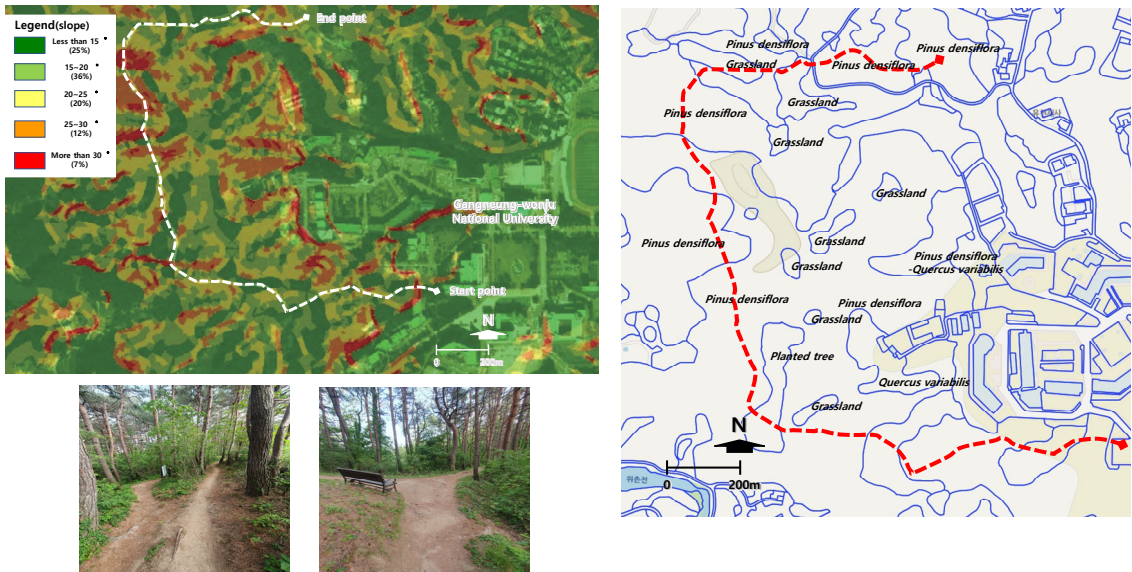 Legend(slope)
Less than 15 °
(25%)
15~20 °
(36%)
20~25 °
(20%)
25~30 °
(12%)
More than 30 °
(7%)
End point
Gangneung-wonju
National University
Start point
N
0 200m
Pinus densiflora
Pinus densiflora
Grassland
Pinus densiflora
Grassland
Pinus densiflora
Grassland
Grassland
Pinus densiflora
Grassland
Pinus densiflora
-Quercus variabilis
Grassland
Pinus densiflora
Pinus densiflora
Grassland
Planted tree
Quercus variabilis
Grassland
N
0 200m
위촌선